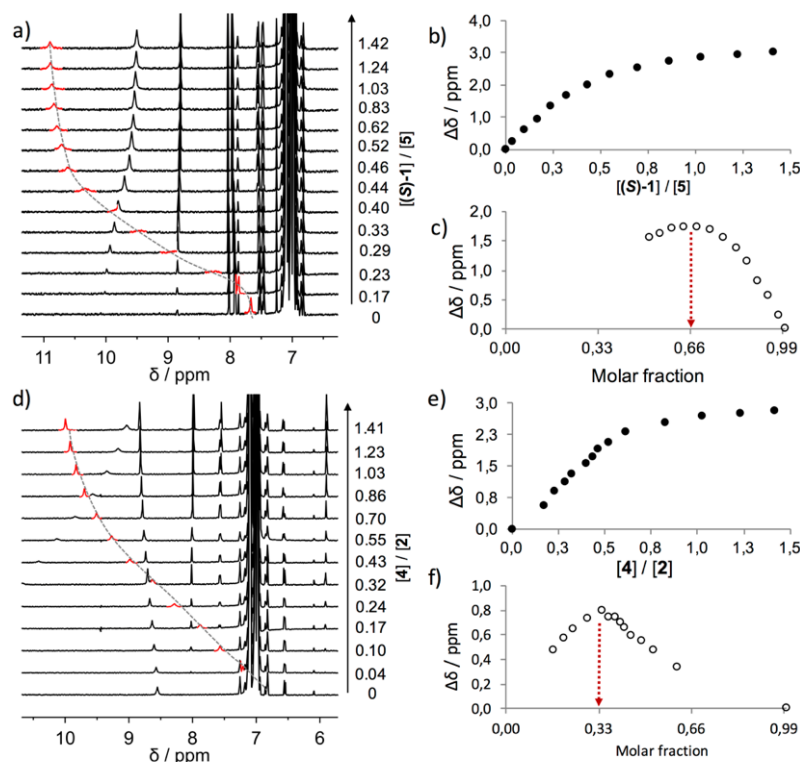 a)
1.42
1.24
1.03
0.83
0.62
0.52
0.46
0.44
0.40
0.33
0.29
0.23
0.17
0
[(S)-1] / [5]
11 10 9 8 7
δ / ppm
b)
4,0
3,0
2,0
1,0
0,0
Δδ / ppm
0,0 0,3 0,6 0,9 1,2 1,5
[(S)-1] / [5]
c)
2,0
1,5
1,0
0,5
0,0
Δδ / ppm
0,00 0,33 0,66 0,99
Molar fraction
d)
1.41
1.23
1.03
0.86
0.70
0.55
0.43
0.32
0.24
0.17
0.10
0.04
0
[4] / [2]
10 9 8 7 6
δ / ppm
e)
3,0
2,3
1,5
0,8
0,0
Δδ / ppm
0,0 0,3 0,5 0,8 1,0 1,3 1,5
[4] / [2]
f)
1,0
0,8
0,6
0,4
0,2
0,0
Δδ / ppm
0,00 0,33 0,66 0,99
Molar fraction